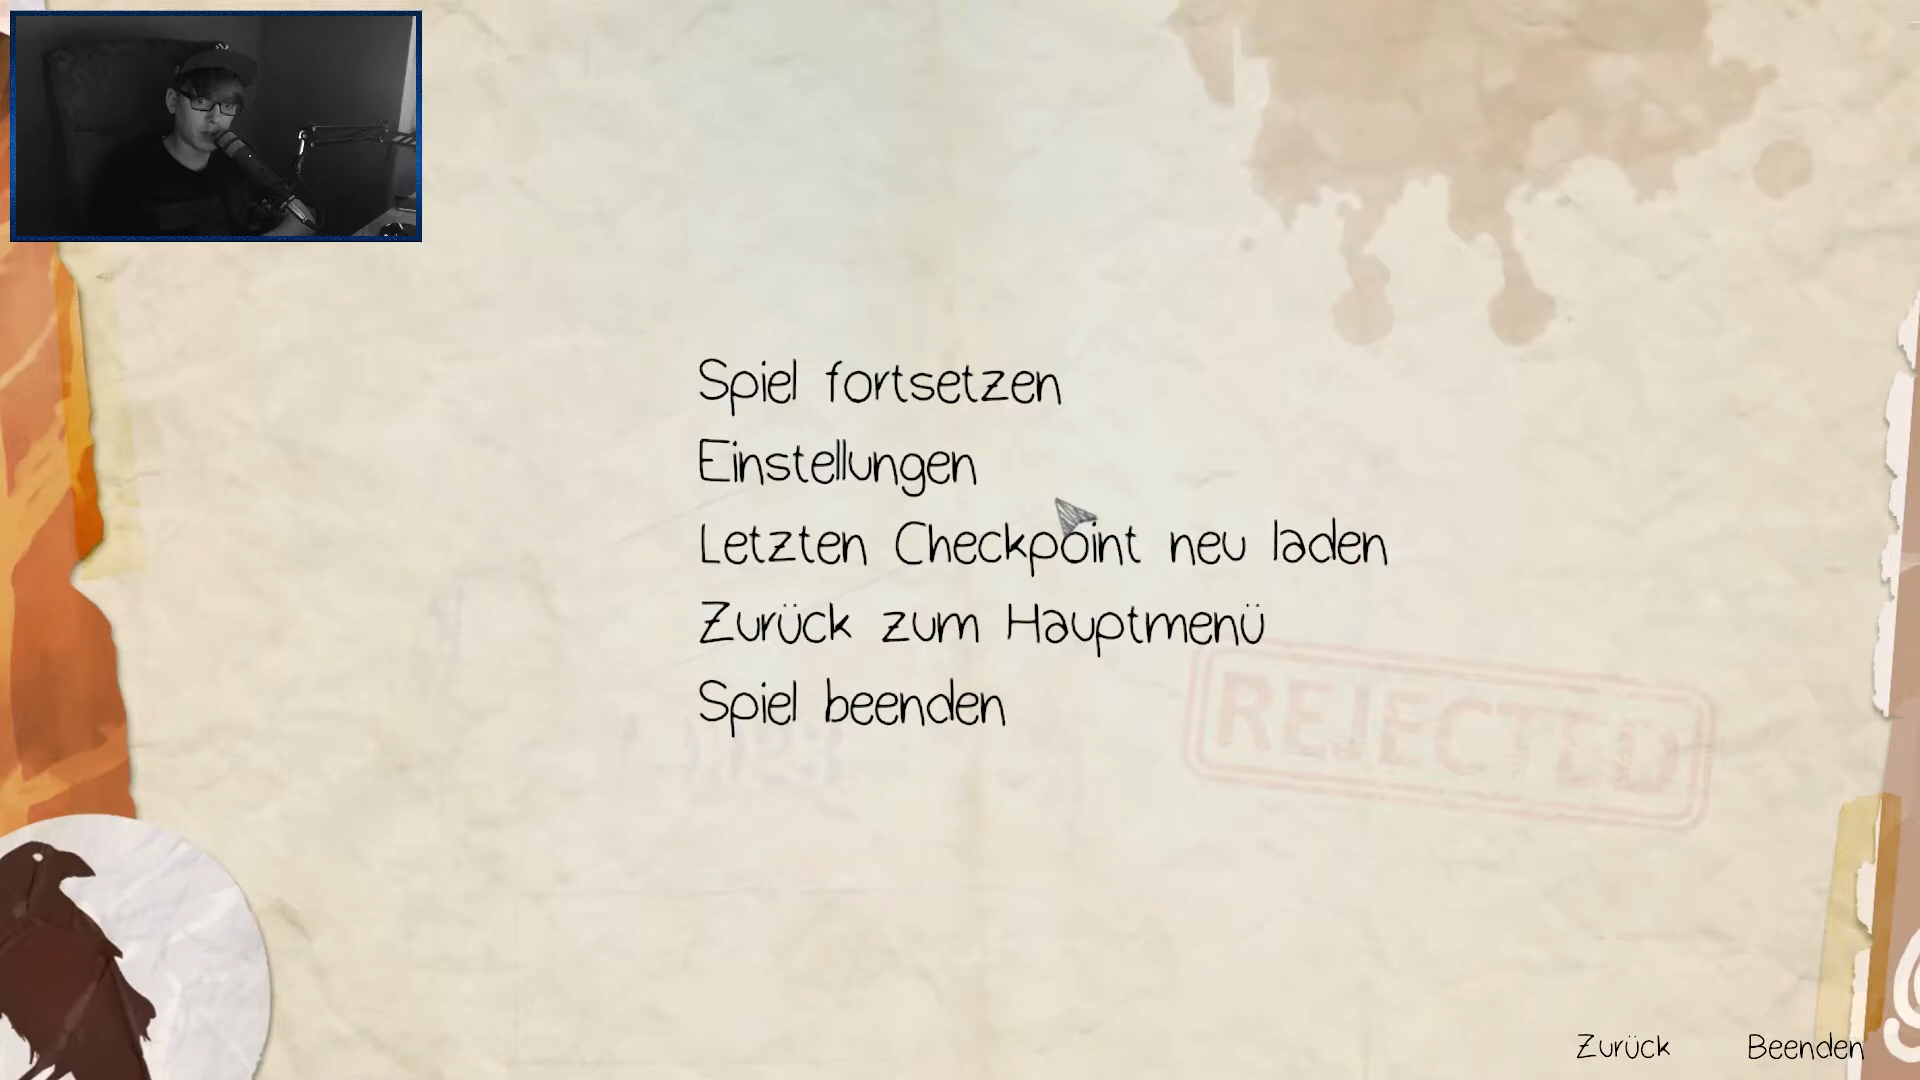 Spiel fortsetzen
Einstellungen
Letzten Checkpoint neu laden
Zurück zum Hauptmenü
Spiel beenden
REJECTED
Zurück Beenden